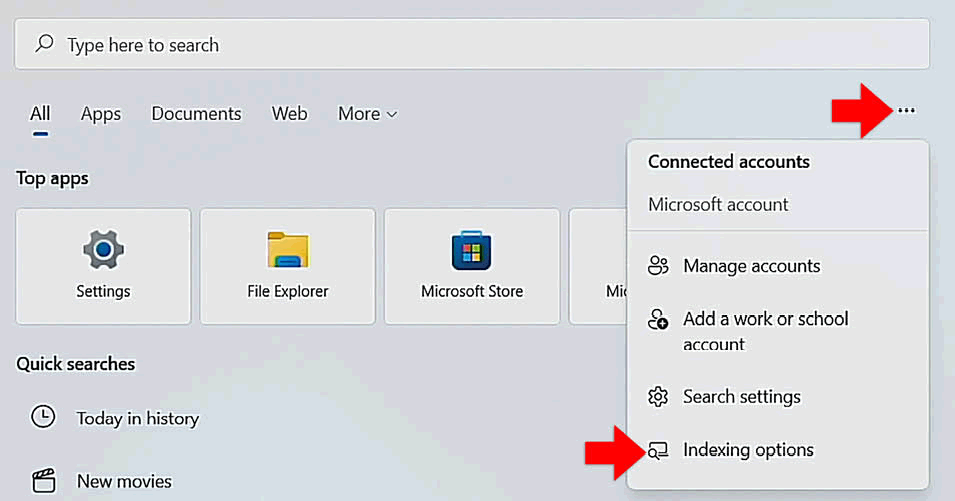 Type here to search
All Apps Documents Web More
Connected accounts
Microsoft account
Top apps
Settings
File Explorer
Microsoft Store
Manage accounts
Add a work or school
account
Search settings
Indexing options
Quick searches
Today in history
New movies